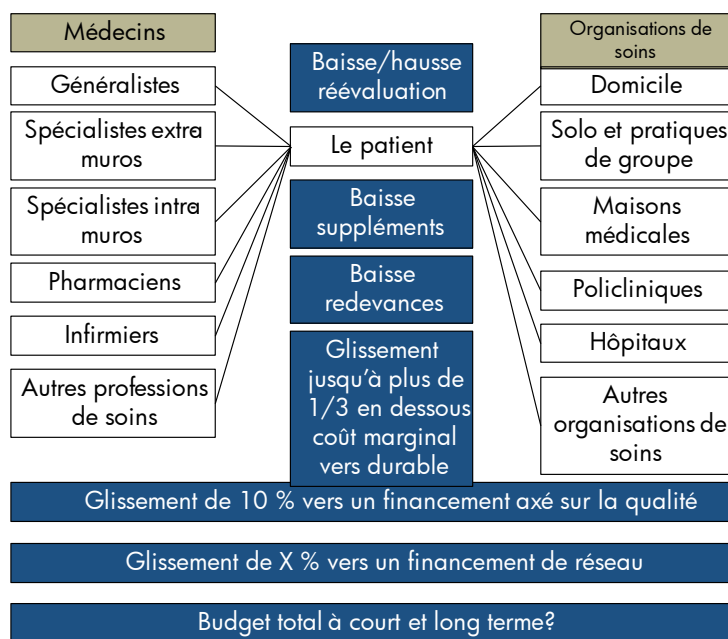 Médecins
Généralistes
Spécialistes extra
muros
Spécialistes intra
muros
Pharmaciens
Infirmiers
Autres professions
de soins
Baisse/hausse
réévaluation
Le patient
Baisse
suppléments
Baisse
redevances
Glissement
jusqu'à plus de
1/3 en dessous
coût marginal
vers durable
Organisations de
soins
Domicile
Solo et pratiques
de groupe
Maisons
médicales
Policliniques
Hôpitaux
Autres
organisations de
soins
Glissement de 10 % vers un financement axé sur la qualité
Glissement de X % vers un financement de réseau
Budget total à court et long terme?